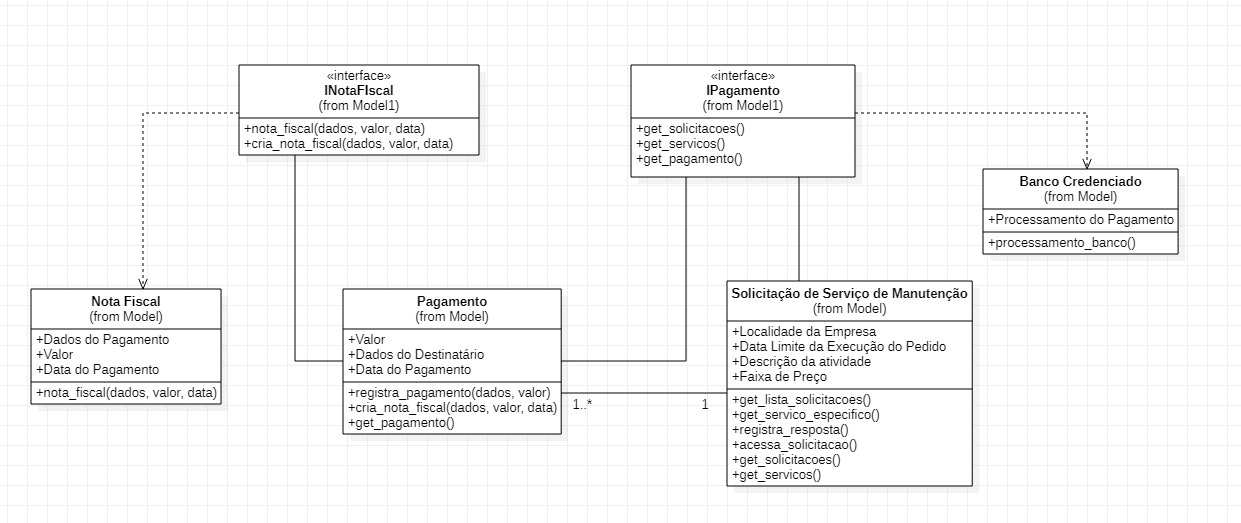 «interface»
INotaFIscal
(from Model1)
+nota_fiscal(dados, valor, data)
+cria_nota_fiscal(dados, valor, data)
«interface»
IPagamento
(from Model1)
+get_solicitacoes()
+get_servicos()
+get_pagamento()
Banco Credenciado
(from Model)
+Processamento do Pagamento
+processamento_banco()
Nota Fiscal
(from Model)
+Dados do Pagamento
+Valor
+Data do Pagamento
+nota_fiscal(dados, valor, data)
Pagamento
(from Model)
+Valor
+Dados do Destinatário
+Data do Pagamento
+registra_pagamento(dados, valor)
+cria_nota_fiscal(dados, valor, data)
+get_pagamento()
1..*
1
Solicitação de Serviço de Manutenção
(from Model)
+Localidade da Empresa
+Data Limite da Execução do Pedido
+Descrição da atividade
+Faixa de Preço
+get_lista_solicitacoes()
+get_servico_especifico()
+registra_resposta()
+acessa_solicitacao()
+get_solicitacoes()
+get_servicos()